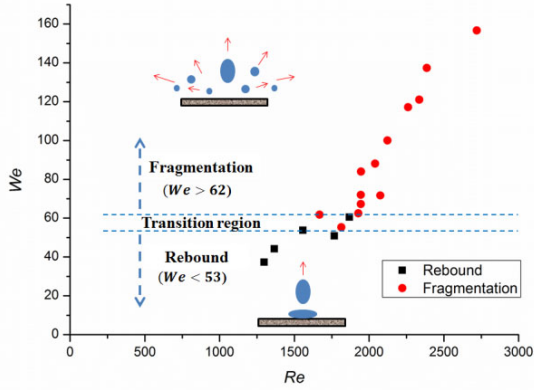 160
140
120
100
80
60
40
20
0
We
Fragmentation
(We > 62)
Transition region
Rebound
(We < 53)
Rebound
Fragmentation
0 500 1000 1500 2000 2500 3000
Re